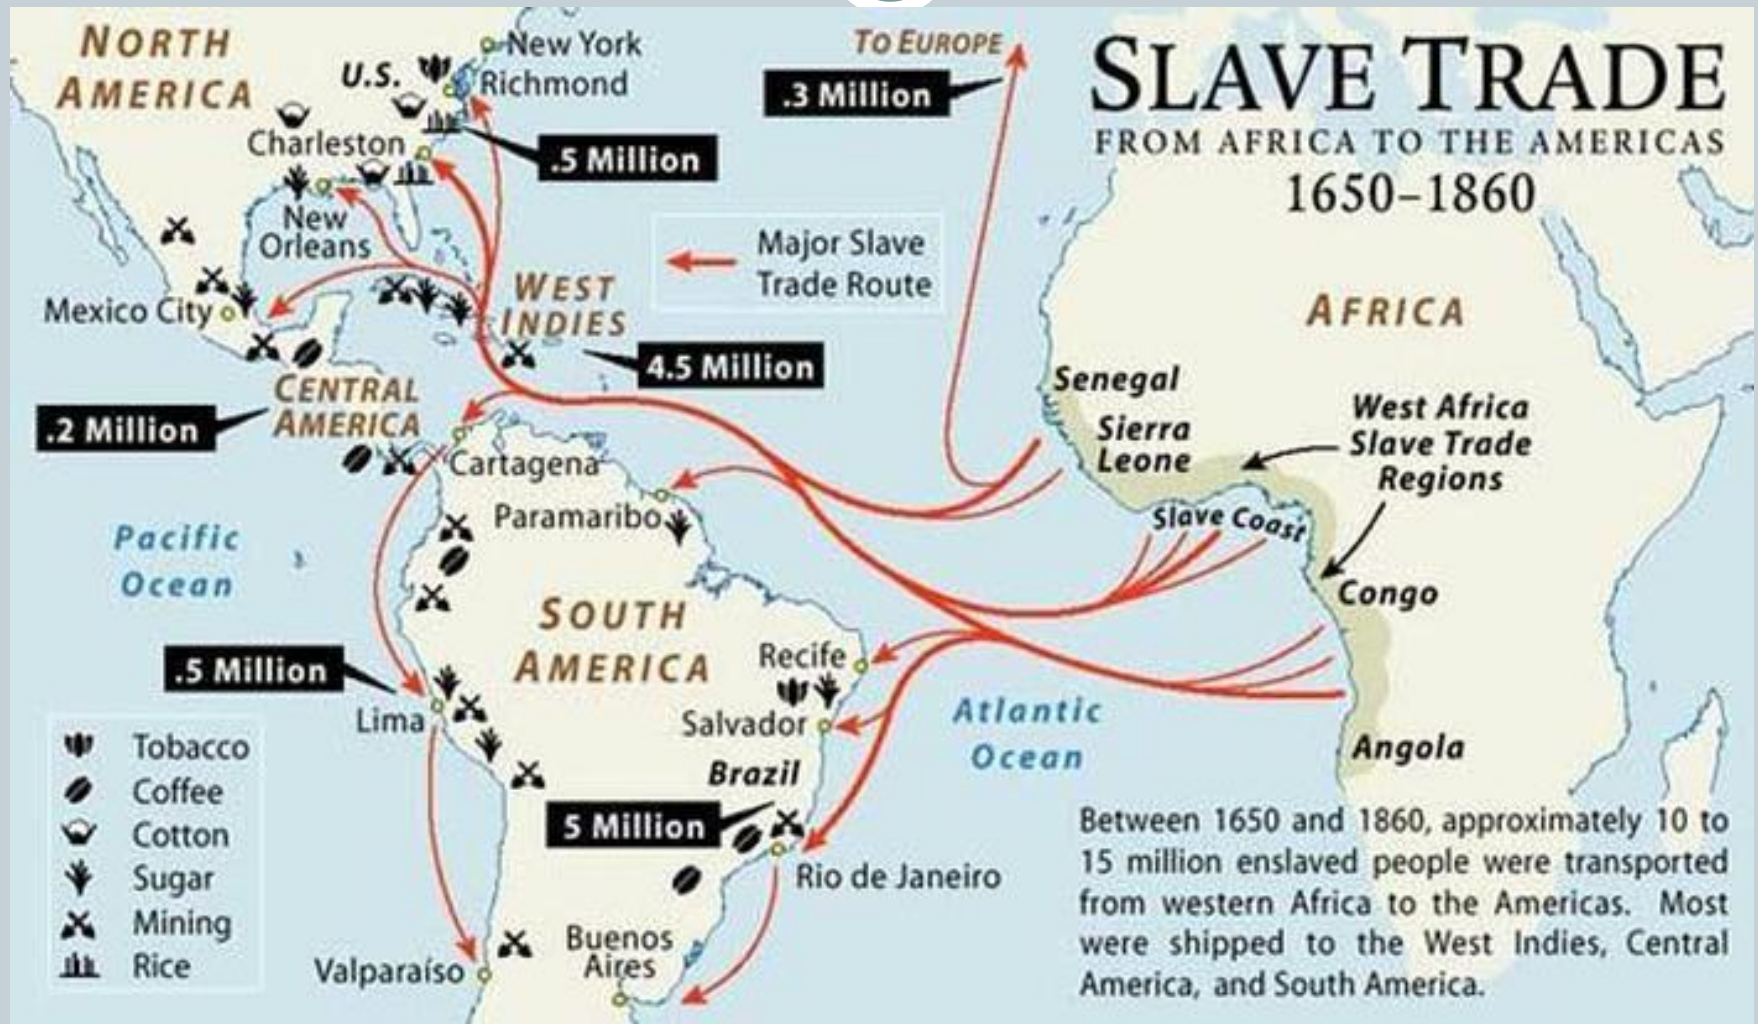 SLAVE TRADE
FROM AFRICA TO THE AMERICAS
1650–1860
NORTH
AMERICA
U.S.
New York
Richmond
Charleston
New
Orleans
Mexico City
.5 Million
TO EUROPE
.3 Million
Major Slave
Trade Route
WEST
INDIES
4.5 Million
CENTRAL
AMERICA
.2 Million
Cartagena
Paramaribo
Pacific
Ocean
SOUTH
AMERICA
.5 Million
Lima
Recife
Salvador
Brazil
5 Million
Rio de Janeiro
Buenos
Aires
Valparaíso
Atlantic
Ocean
AFRICA
Senegal
Sierra
Leone
West Africa
Slave Trade
Regions
Slave Coast
Congo
Angola
Tobacco
Coffee
Cotton
Sugar
Mining
Rice
Between 1650 and 1860, approximately 10 to
15 million enslaved people were transported
from western Africa to the Americas. Most
were shipped to the West Indies, Central
America, and South America.